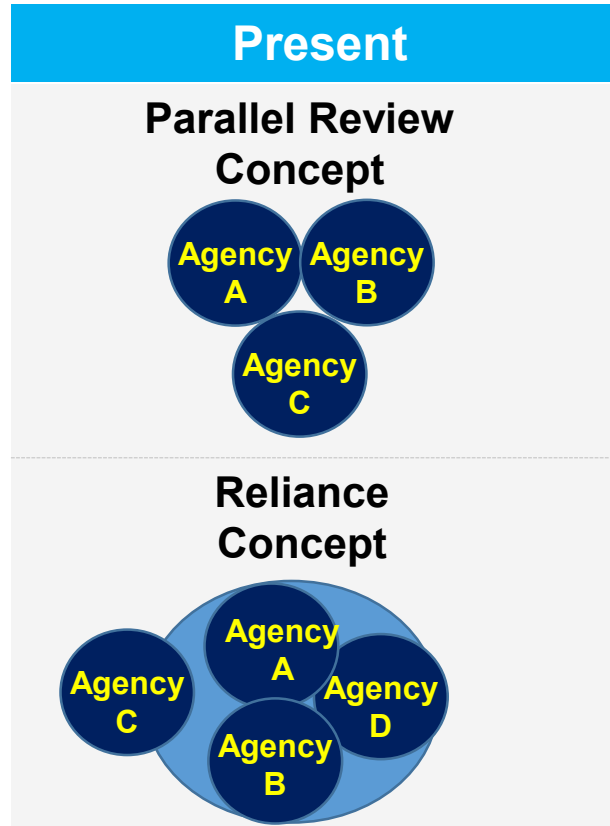 Present
Parallel Review
Concept
Agency
A
Agency
B
Agency
C
Reliance
Concept
Agency
A
Agency
C
Agency
D
Agency
B